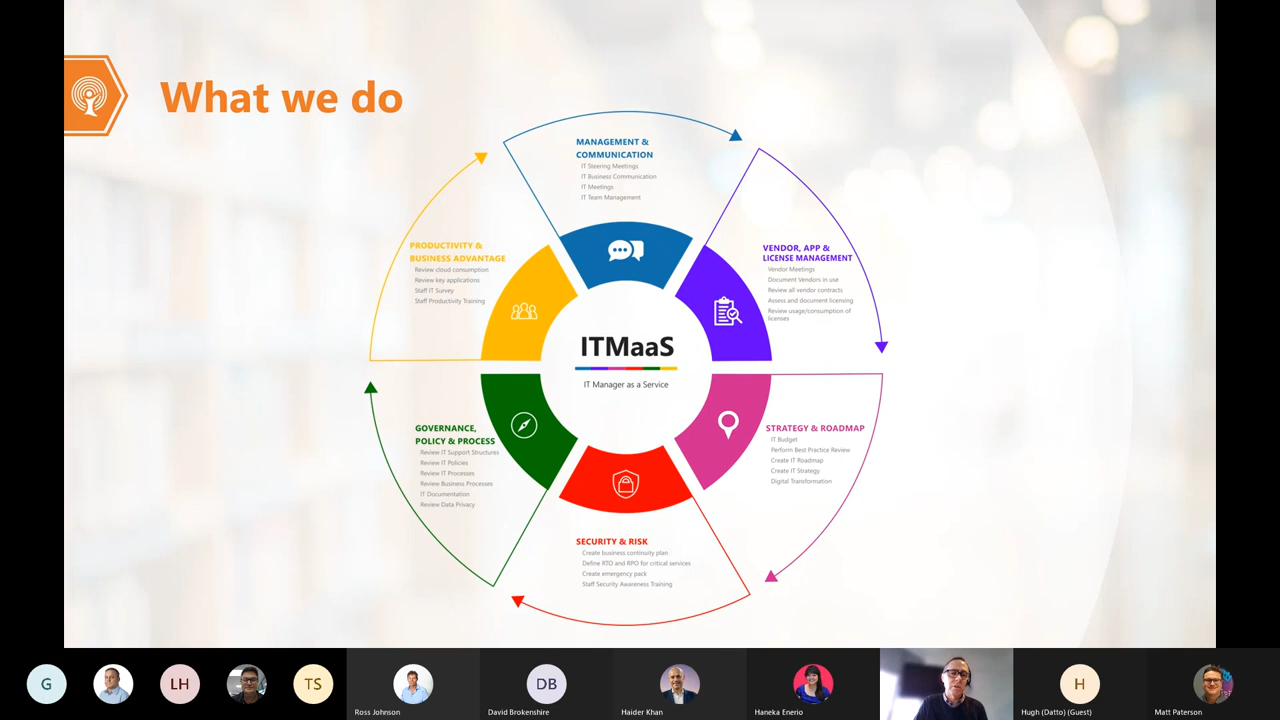 What we do
MANAGEMENT &
COMMUNICATION
IT Steering Meetings
IT Business Communication
IT Meetings
IT Team Management
VENDOR, APP &
LICENSE MANAGEMENT
Vendor Meetings
Document Vendors in use
Review all vendor contracts
Assess and document licensing
Review usage/consumption of
licenses
STRATEGY & ROADMAP
IT Budget
Perform Best Practice Review
Create IT Roadmap
Create IT Strategy
Digital Transformation
SECURITY & RISK
Create business continuity plan
Define RTO and RPO for critical services
Create emergency pack
Staff Security Awareness Training
GOVERNANCE,
POLICY & PROCESS
Review IT Support Structures
Review IT Policies
Review IT Processes
Review Business Processes
IT Documentation
Review Data Privacy
PRODUCTIVITY &
BUSINESS ADVANTAGE
Review cloud consumption
Review key applications
Staff IT Survey
Staff Productivity Training
ITMaaS
IT Manager as a Service
G
LH
TS
Ross Johnson
DB
David Brokenshire
Haider Khan
Haneka Enerio
H
Hugh (Datto) (Guest)
Matt Paterson